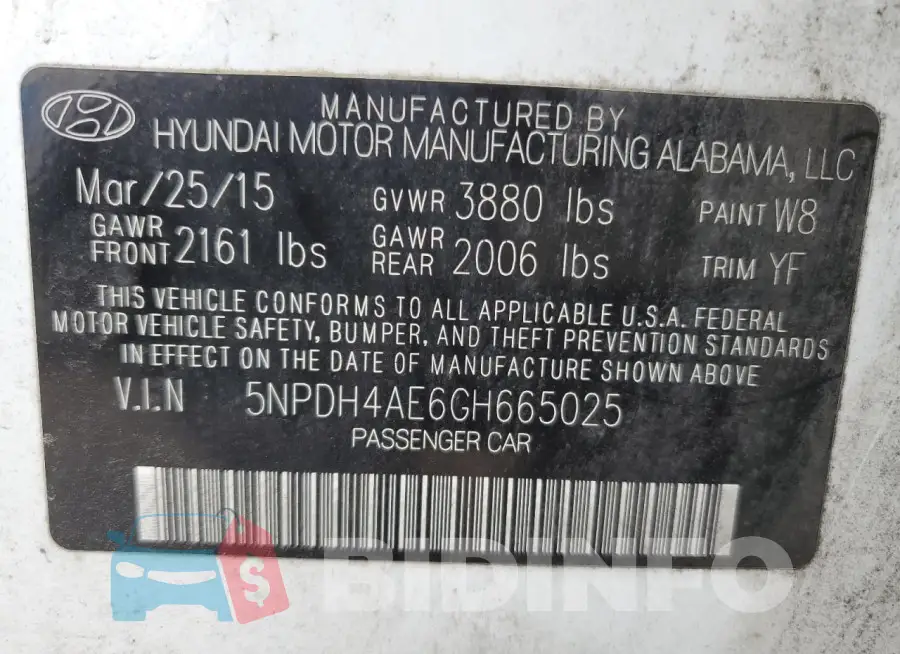 MANUFACTURED BY
HYUNDAI MOTOR MANUFACTURING ALABAMA, LLC
Mar/25/15 GVWR 3880 lbs PAINT W8
GAWR FRONT 2161 lbs GAWR REAR 2006 lbs TRIM YF
THIS VEHICLE CONFORMS TO ALL APPLICABLE U.S.A. FEDERAL
MOTOR VEHICLE SAFETY, BUMPER, AND THEFT PREVENTION STANDARDS
IN EFFECT ON THE DATE OF MANUFACTURE SHOWN ABOVE.
V.I.N 5NPDH4AE6GH665025
PASSENGER CAR
$ BIDINFO